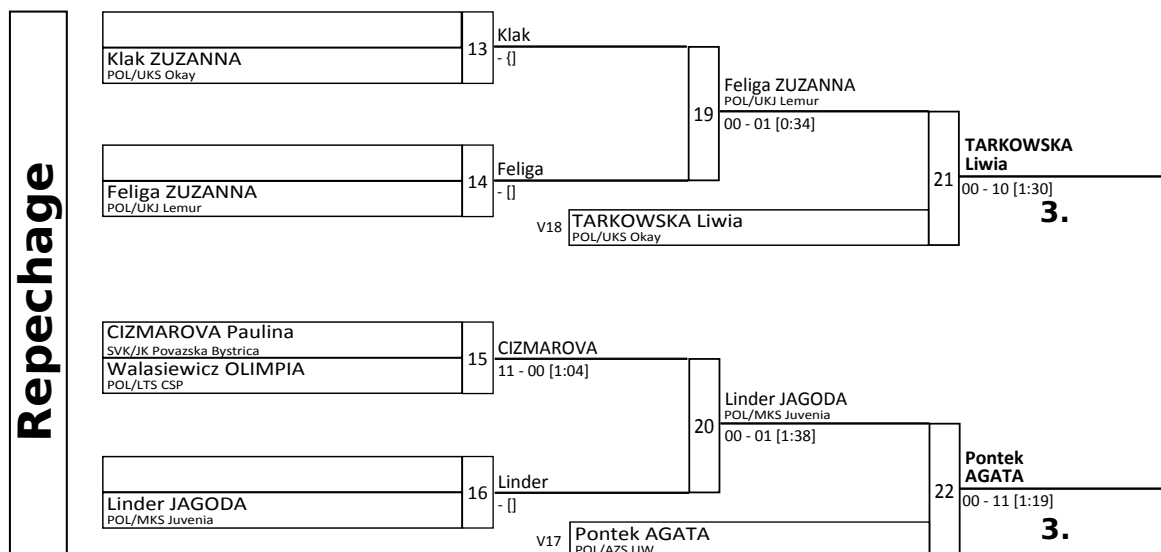 Repechage
Klak ZUZANNA
POL/UKS Okay
13
Klak
- {]
Feliga ZUZANNA
POL/UKJ Lemur
14
Feliga
- []
19
Feliga ZUZANNA
POL/UKJ Lemur
00 - 01 [0:34]
V18
TARKOWSKA Liwia
POL/UKS Okay
21
TARKOWSKA
Liwia
00 - 10 [1:30]
3.
CIZMAROVA Paulina
SVK/JK Povazska Bystrica
Walasiewicz OLIMPIA
POL/LTS CSP
15
CIZMAROVA
11 - 00 [1:04]
Linder JAGODA
POL/MKS Juvenia
16
Linder
- []
20
Linder JAGODA
POL/MKS Juvenia
00 - 01 [1:38]
V17
Pontek AGATA
POL/AZS UW
22
Pontek
AGATA
00 - 11 [1:19]
3.